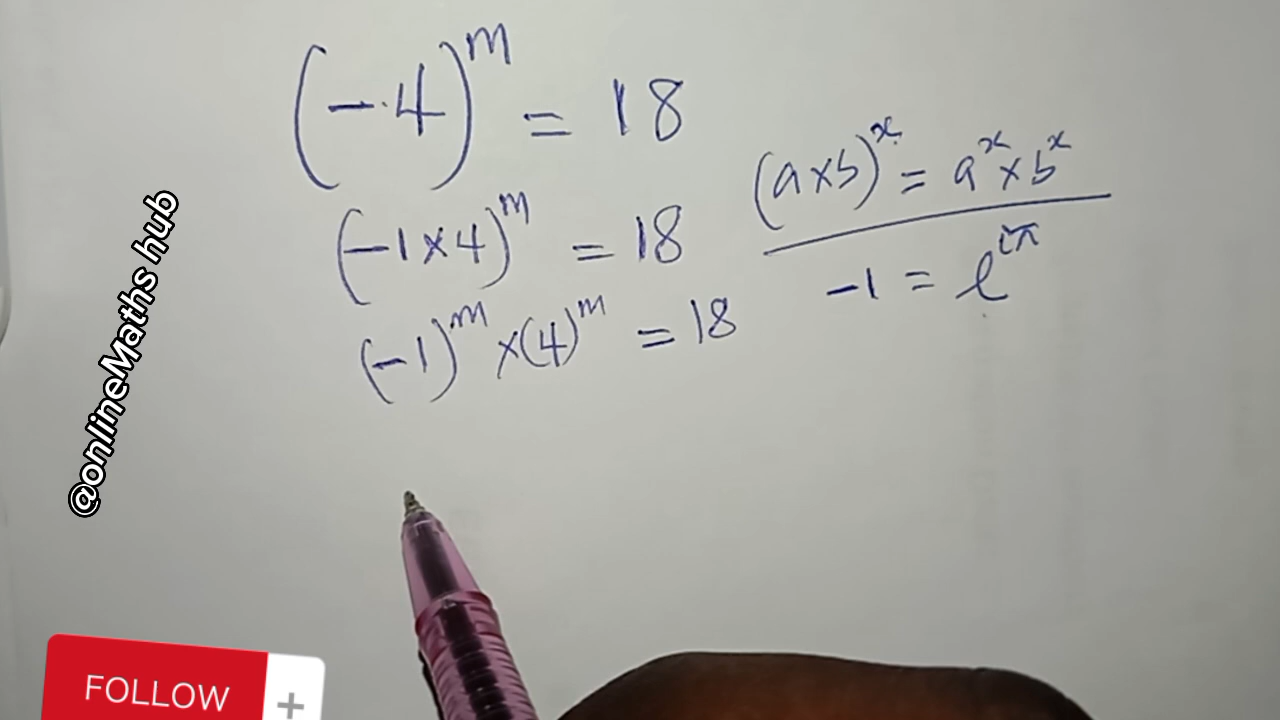 (-4)^m = 18
(-1×4)^m = 18
(-1)^m ×(4)^m = 18
(a×b)^x = a^x × b^x
-1 = e^{iπ}
@onlineMaths hub
FOLLOW +